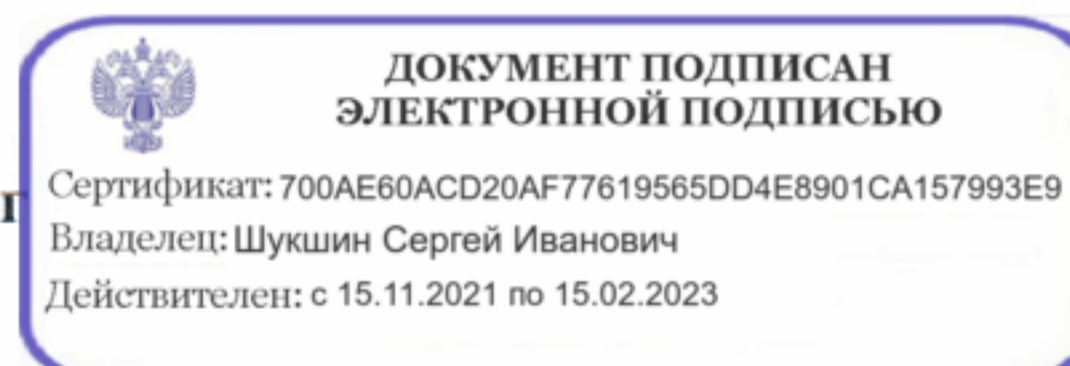 ДОКУМЕНТ ПОДПИСАН
ЭЛЕКТРОННОЙ ПОДПИСЬЮ
Сертификат: 700AE60ACD20AF77619565DD4E8901CA157993E9
г
Владелец: Шукшин Сергей Иванович
Действителен: с 15.11.2021 по 15.02.2023